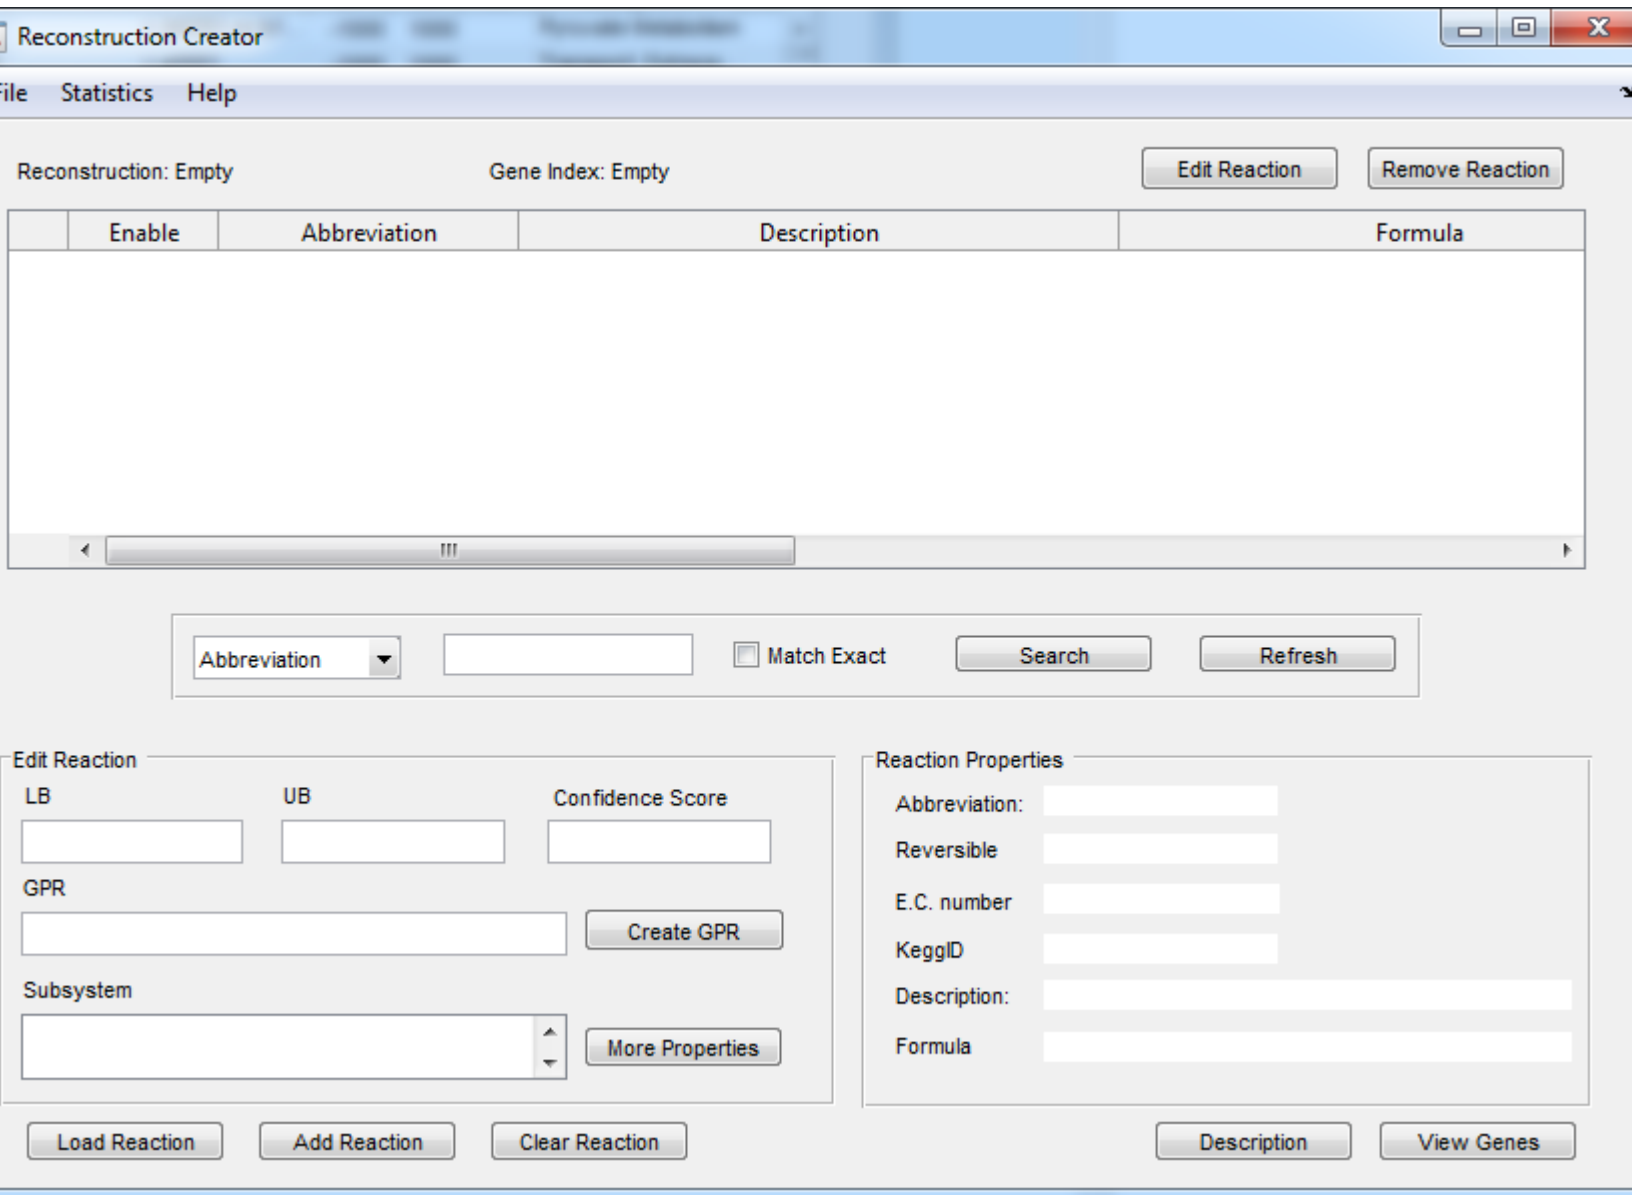 Reconstruction Creator
File Statistics Help
Reconstruction: Empty Gene Index: Empty Edit Reaction Remove Reaction
Enable Abbreviation Description Formula
Abbreviation Match Exact Search Refresh
Edit Reaction
LB UB Confidence Score
GPR
Create GPR
Subsystem
More Properties
Reaction Properties
Abbreviation:
Reversible
E.C. number
KeggID
Description:
Formula
Load Reaction Add Reaction Clear Reaction Description View Genes